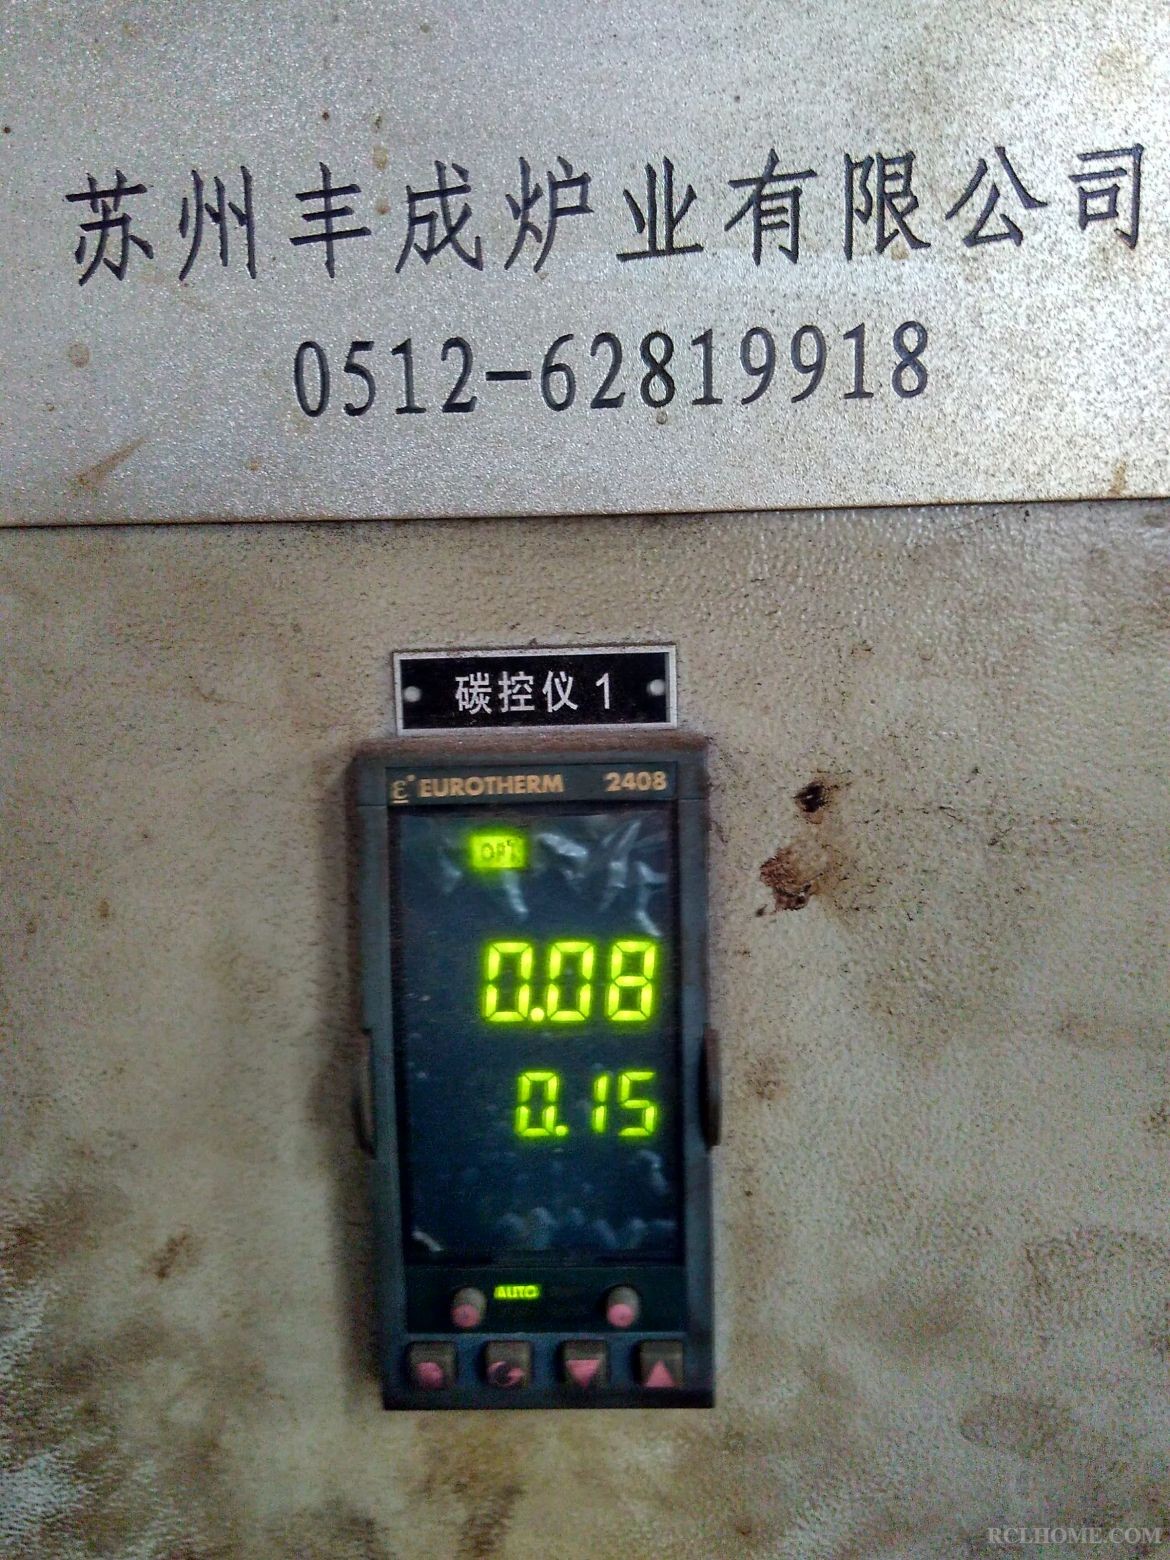 苏州丰成炉业有限公司
0512-62819918
碳控仪 1
EUROTHERM 2408
0.08
0.15
AUTO
RCLHOME.COM